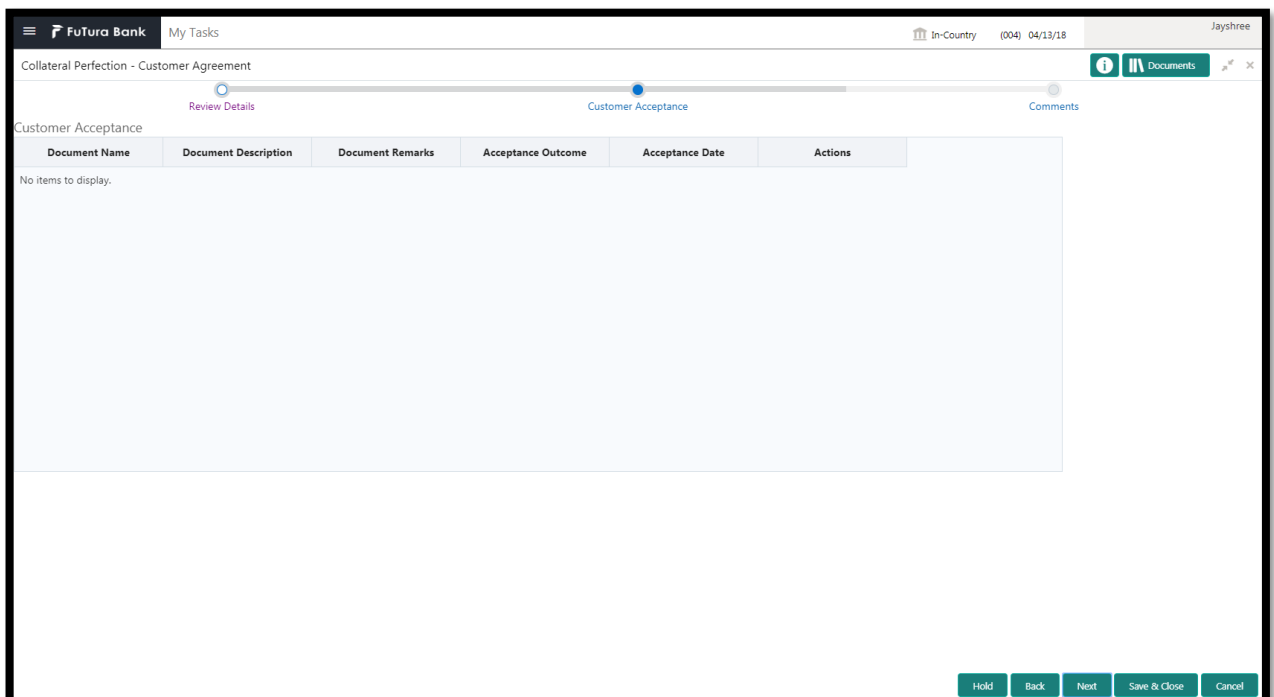 FuTura Bank My Tasks In-Country (004) 04/13/18 Jayshree
Collateral Perfection - Customer Agreement i Documents
Review Details Customer Acceptance Comments
Customer Acceptance
Document Name Document Description Document Remarks Acceptance Outcome Acceptance Date Actions
No items to display.
Hold Back Next Save & Close Cancel